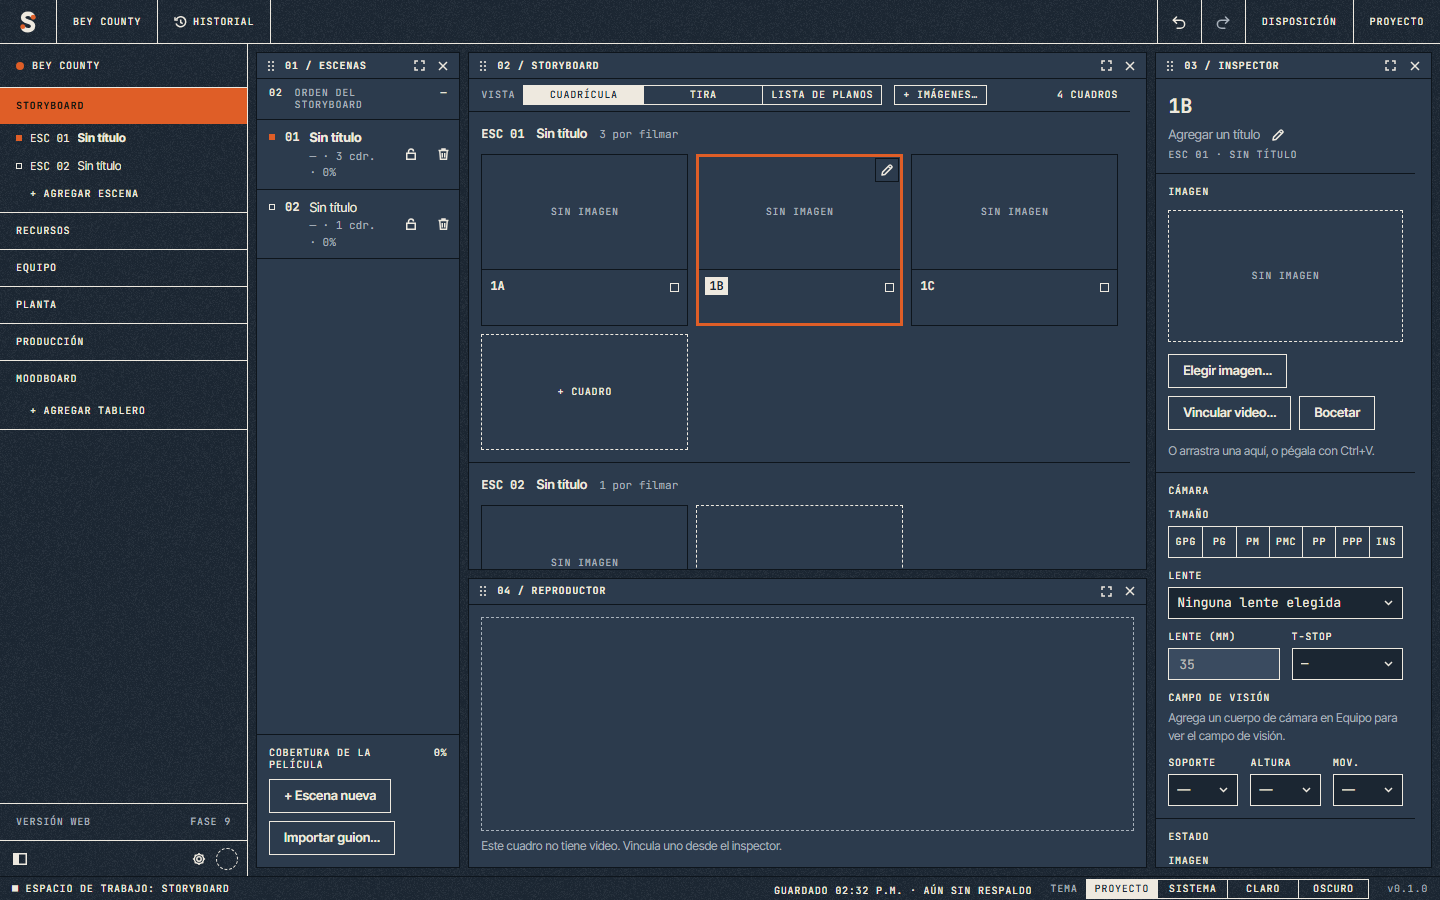 S
BEY COUNTY
HISTORIAL
DISPOSICIÓN
PROYECTO
BEY COUNTY
STORYBOARD
ESC 01 Sin título
ESC 02 Sin título
+ AGREGAR ESCENA
RECURSOS
EQUIPO
PLANTA
PRODUCCIÓN
MOODBOARD
+ AGREGAR TABLERO
VERSIÓN WEB
FASE 9
01 / ESCENAS
02 ORDEN DEL
STORYBOARD
—
01 Sin título
— · 3 cdr.
· 0%
02 Sin título
— · 1 cdr.
· 0%
COBERTURA DE LA
PELÍCULA
0%
+ Escena nueva
Importar guion...
02 / STORYBOARD
VISTA
CUADRÍCULA
TIRA
LISTA DE PLANOS
+ IMÁGENES…
4 CUADROS
ESC 01 Sin título 3 por filmar
SIN IMAGEN
SIN IMAGEN
SIN IMAGEN
1A
1B
1C
+ CUADRO
ESC 02 Sin título 1 por filmar
SIN IMAGEN
04 / REPRODUCTOR
Este cuadro no tiene video. Vincula uno desde el inspector.
03 / INSPECTOR
1B
Agregar un título
ESC 01 · SIN TÍTULO
IMAGEN
SIN IMAGEN
Elegir imagen...
Vincular video...
Bocetar
O arrastra una aquí, o pégala con Ctrl+V.
CÁMARA
TAMAÑO
GPG PG PM PMC PP PPP INS
LENTE
Ninguna lente elegida
LENTE (MM)
T-STOP
35
—
CAMPO DE VISIÓN
Agrega un cuerpo de cámara en Equipo para
ver el campo de visión.
SOPORTE
ALTURA
MOV.
—
—
—
ESTADO
IMAGEN
ESPACIO DE TRABAJO: STORYBOARD
GUARDADO 02:32 P.M. · AÚN SIN RESPALDO
TEMA
PROYECTO
SISTEMA
CLARO
OSCURO
v0.1.0